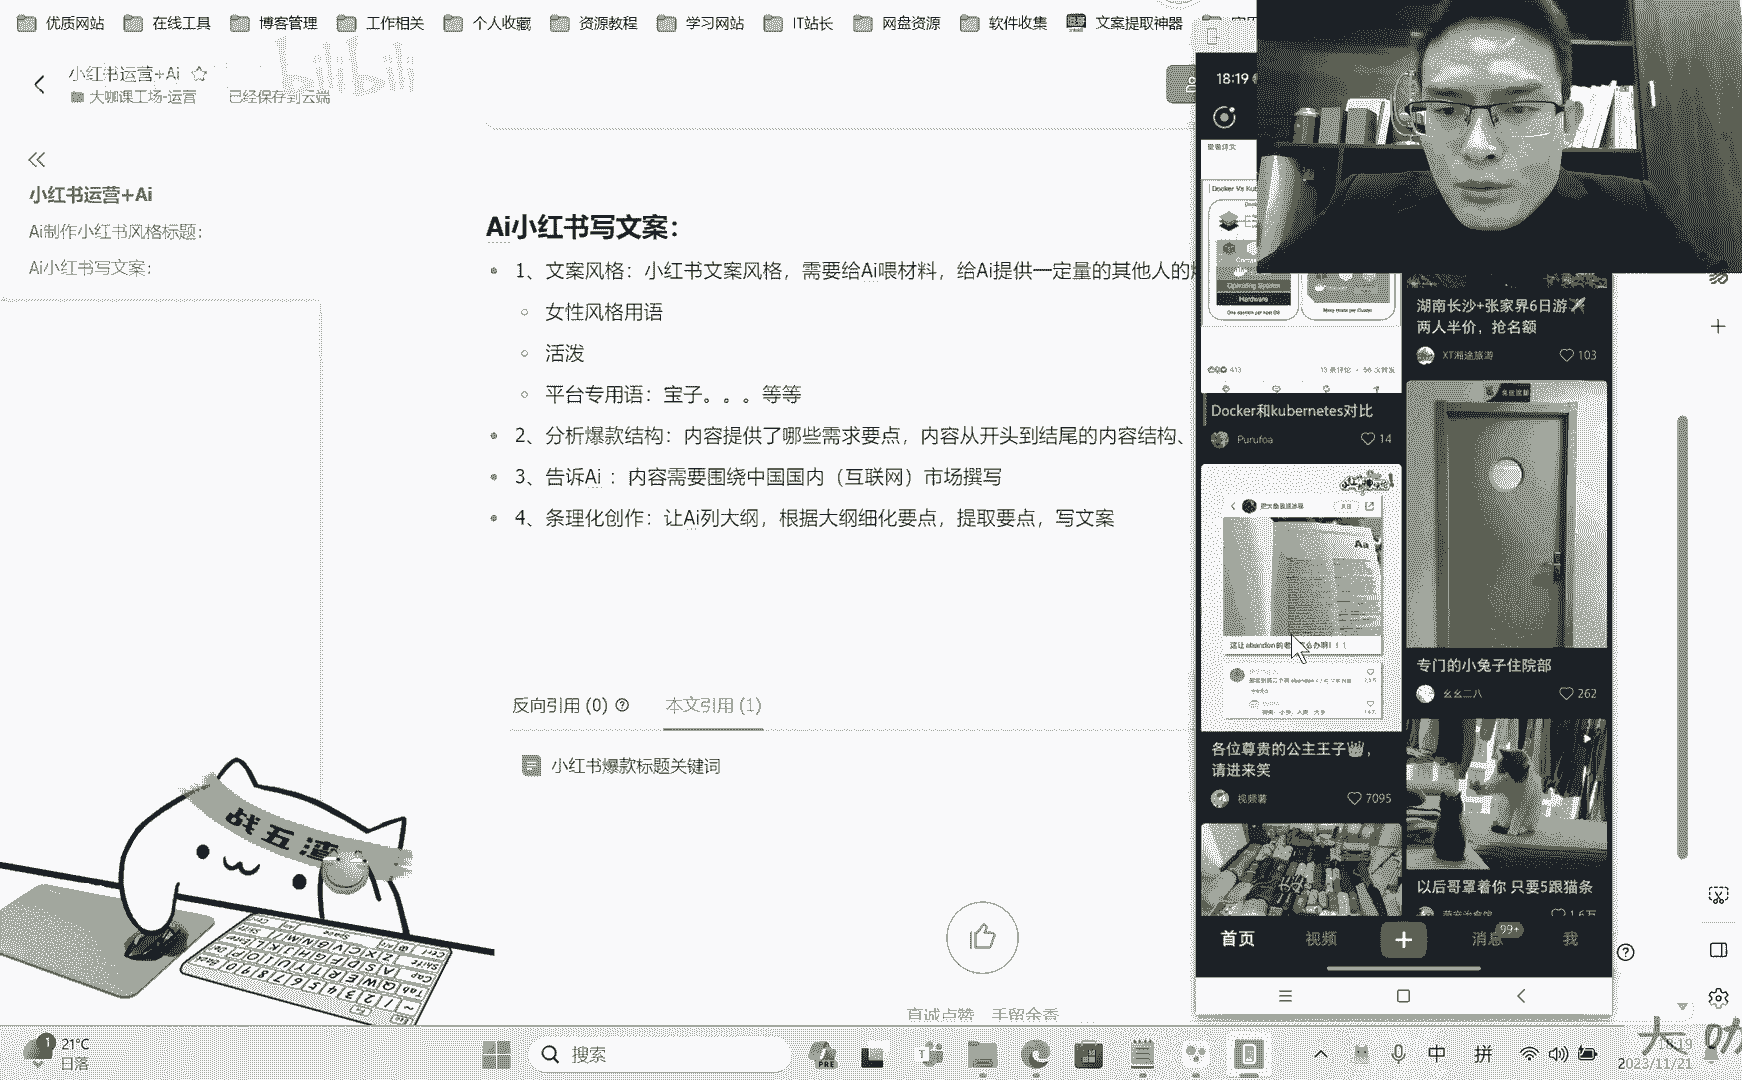 优质网站
在线工具
博客管理
工作相关
个人收藏
资源教程
学习网站
IT站长
网盘资源
软件收集
文案提取神器
bilibili
小红书运营+Ai
大咖课工场-运营
已经保存到云端
小红书运营+Ai
Ai制作小红书风格标题:
Ai小红书写文案:
Ai小红书写文案：
1、文案风格：小红书文案风格，需要给Ai喂材料，给Ai提供一定量的其他人的
女性风格用语
活泼
平台专用语：宝子。。。等等
2、分析爆款结构：内容提供了哪些需求要点，内容从开头到结尾的内容结构、
3、告诉Ai ：内容需要围绕中国国内（互联网）市场撰写
4、条理化创作：让Ai列大纲，根据大纲细化要点，提取要点，写文案
反向引用 (0)
本文引用 (1)
小红书爆款标题关键词
真诚点赞，手留余香
18:19
Docker Vs Kub
Operating System
Hardware
413
Docker和kubernetes对比
Purufoa
14
Aa
各位尊贵的公主王子👑，
请进来笑
视频薯
7095
湖南长沙+张家界6日游✈
两人半价，抢名额
XT湘途旅游
103
专门的小兔子住院部
幺幺二八
262
以后哥罩着你 只要5跟猫条
1.6万
首页
视频
消息
99+
我
战五渣
21°C
日落
搜索
PRE
中
拼
18:19
2023/11/21
大咖